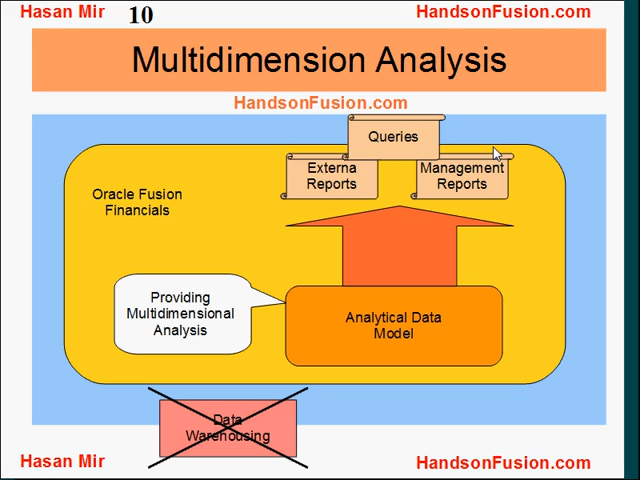 Hasan Mir
10
HandsonFusion.com
Multidimension Analysis
HandsonFusion.com
Queries
Externa
Reports
Management
Reports
Oracle Fusion
Financials
Providing
Multidimensional
Analysis
Analytical Data
Model
Data
Warehousing
Hasan Mir
HandsonFusion.com